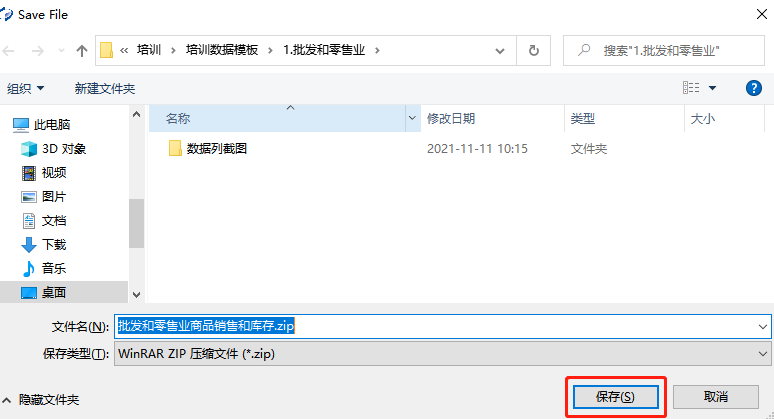 Save File
« 培训 › 培训数据模板 › 1.批发和零售业 ›
搜索"1.批发和零售业"
组织 新建文件夹
名称 修改日期 类型 大小
数据列截图 2021-11-11 10:15 文件夹
此电脑
3D 对象
视频
图片
文档
下载
音乐
桌面
文件名(N): 批发和零售业商品销售和库存.zip
保存类型(T): WinRAR ZIP 压缩文件 (*.zip)
隐藏文件夹 保存(S) 取消